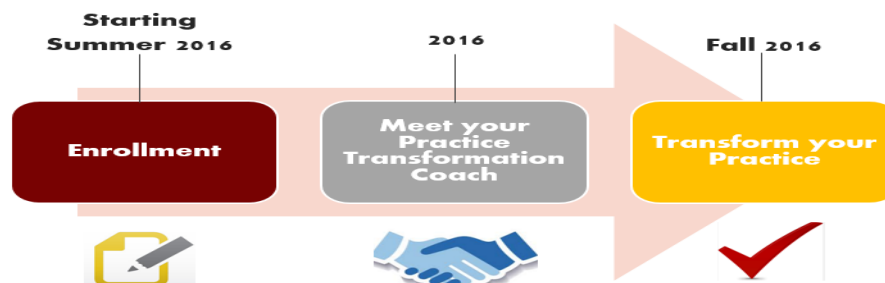 Starting
Summer 2016
2016
Fall 2016
Enrollment
Meet your
Practice
Transformation
Coach
Transform your
Practice